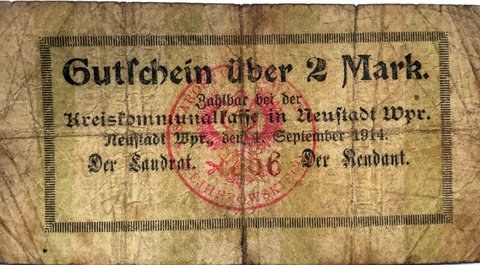 Gutschein über 2 Mark.
Zahlbar bei der
Kreiskommunalkasse in Neustadt Wpr.
Neustadt Wpr., den 4. September 1914.
Der Landrat. Der Rendant.